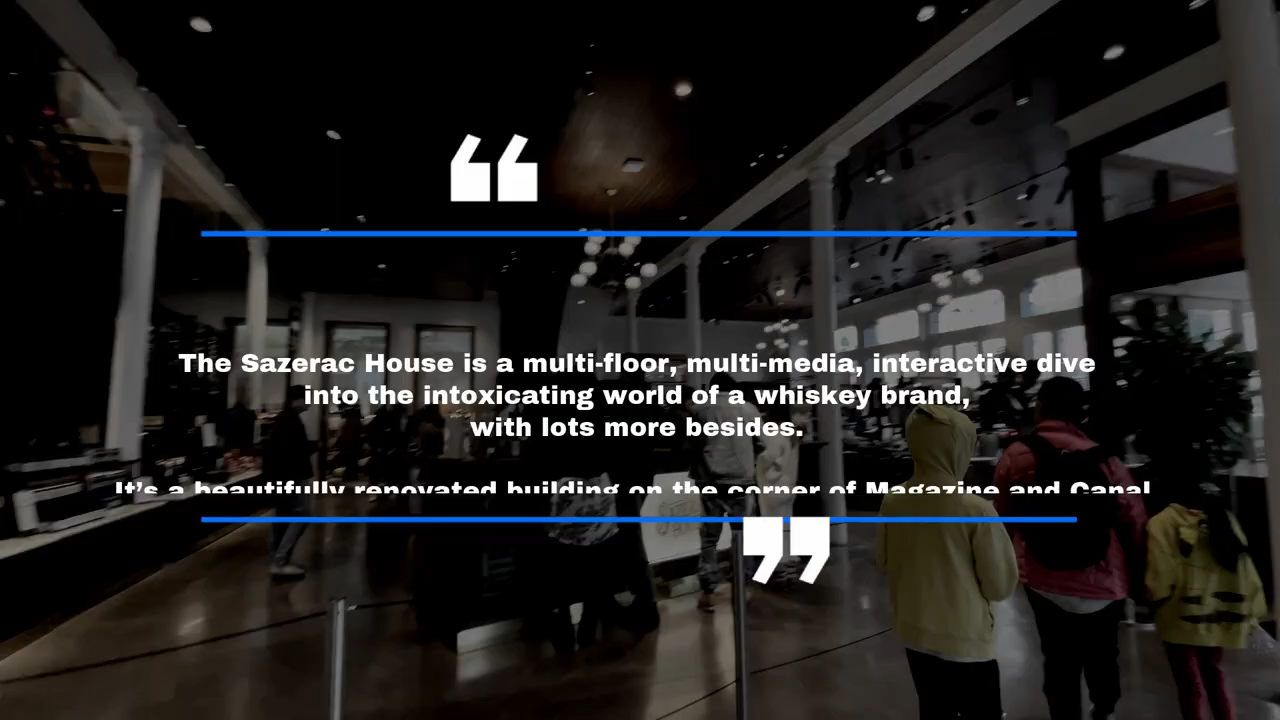 “
The Sazerac House is a multi-floor, multi-media, interactive dive
into the intoxicating world of a whiskey brand,
with lots more besides.
It’s a beautifully renovated building on the corner of Magazine and Canal
”